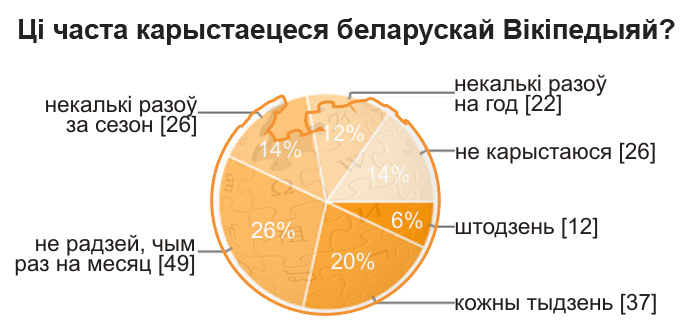 Ці часта карыстаецеся беларускай Вікіпедыяй?
некалькі разоў
за сезон [26]
некалькі разоў
на год [22]
12%
14%
не карыстаюся [26]
14%
6%
штодзень [12]
26%
не радзей, чым
раз на месяц [49]
20%
кожны тыдзень [37]
Ω
W
И